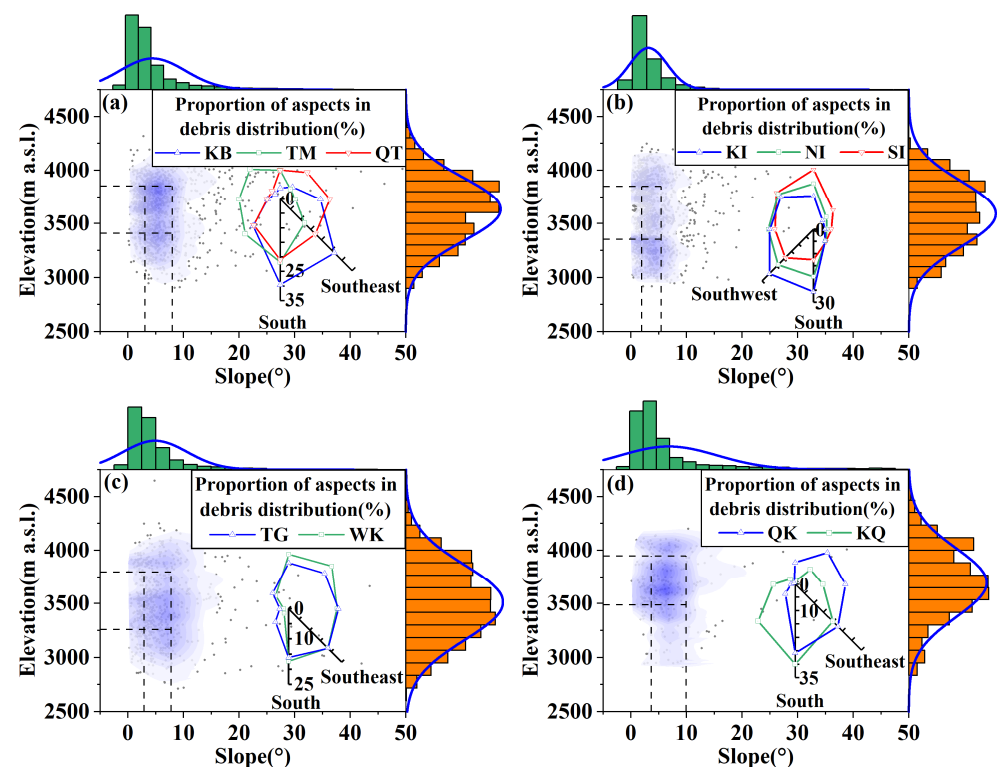 (a)
Proportion of aspects in
debris distribution(%)
KB TM QT
Elevation(m a.s.l.)
4500
4000
3500
3000
2500
0
25
35
Southeast
South
0 10 20 30 40 50
Slope(°)
(b)
Proportion of aspects in
debris distribution(%)
KI NI SI
Elevation(m a.s.l.)
4500
4000
3500
3000
2500
0
30
Southwest
South
0 10 20 30 40 50
Slope(°)
(c)
Proportion of aspects in
debris distribution(%)
TG WK
Elevation(m a.s.l.)
4500
4000
3500
3000
2500
0
10
25
Southeast
South
0 10 20 30 40 50
Slope(°)
(d)
Proportion of aspects in
debris distribution(%)
QK KQ
Elevation(m a.s.l.)
4500
4000
3500
3000
2500
0
10
35
Southeast
South
0 10 20 30 40 50
Slope(°)